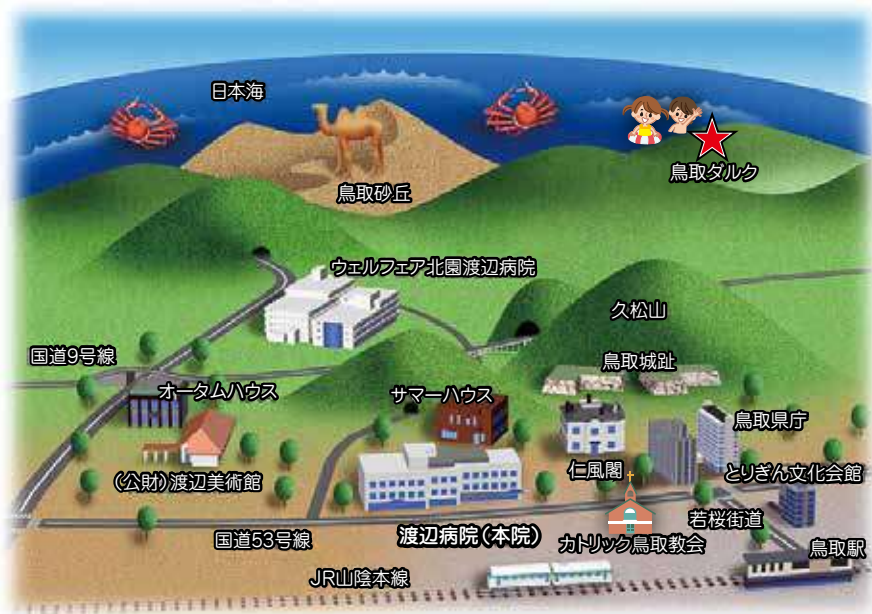 日本海
鳥取ダルク
鳥取砂丘
ウェルフェア北園渡辺病院
久松山
国道9号線
鳥取城趾
オータムハウス
サマーハウス
鳥取県庁
仁風閣
とりぎん文化会館
(公財)渡辺美術館
若桜街道
国道53号線
渡辺病院(本院)
カトリック鳥取教会
鳥取駅
JR山陰本線